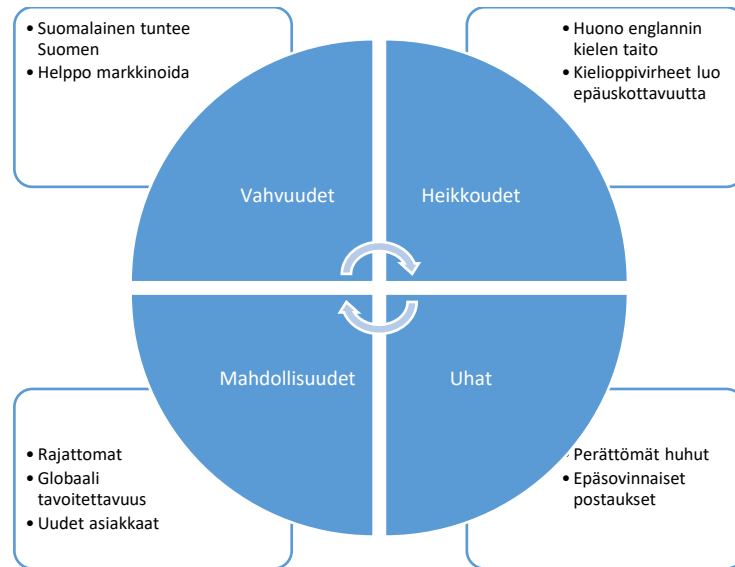 • Suomalainen tuntee
Suomen
• Helppo markkinoida
• Huono englannin
kielen taito
• Kielioppivirheet luo
epäuskottavuutta
Vahvuudet
Heikkoudet
Mahdollisuudet
Uhat
• Rajattomat
• Globaali
tavoitettavuus
• Uudet asiakkaat
• Perättömät huhut
• Epäsovinnaiset
postaukset